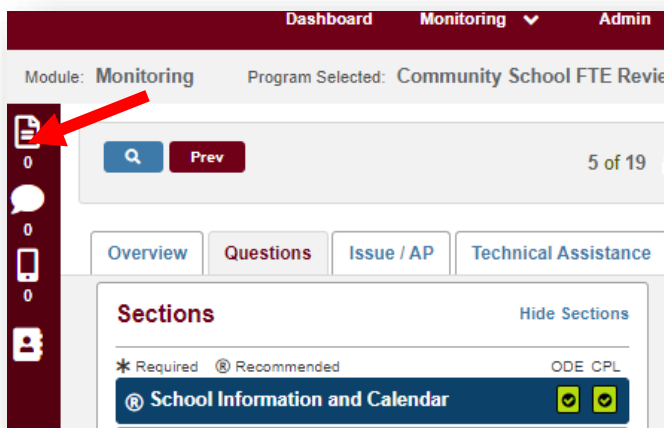 Dashboard Monitoring Admin
Module: Monitoring Program Selected: Community School FTE Revie
0
Prev 5 of 19
0
Overview Questions Issue / AP Technical Assistance
0
Sections Hide Sections
* Required ® Recommended ODE CPL
® School Information and Calendar